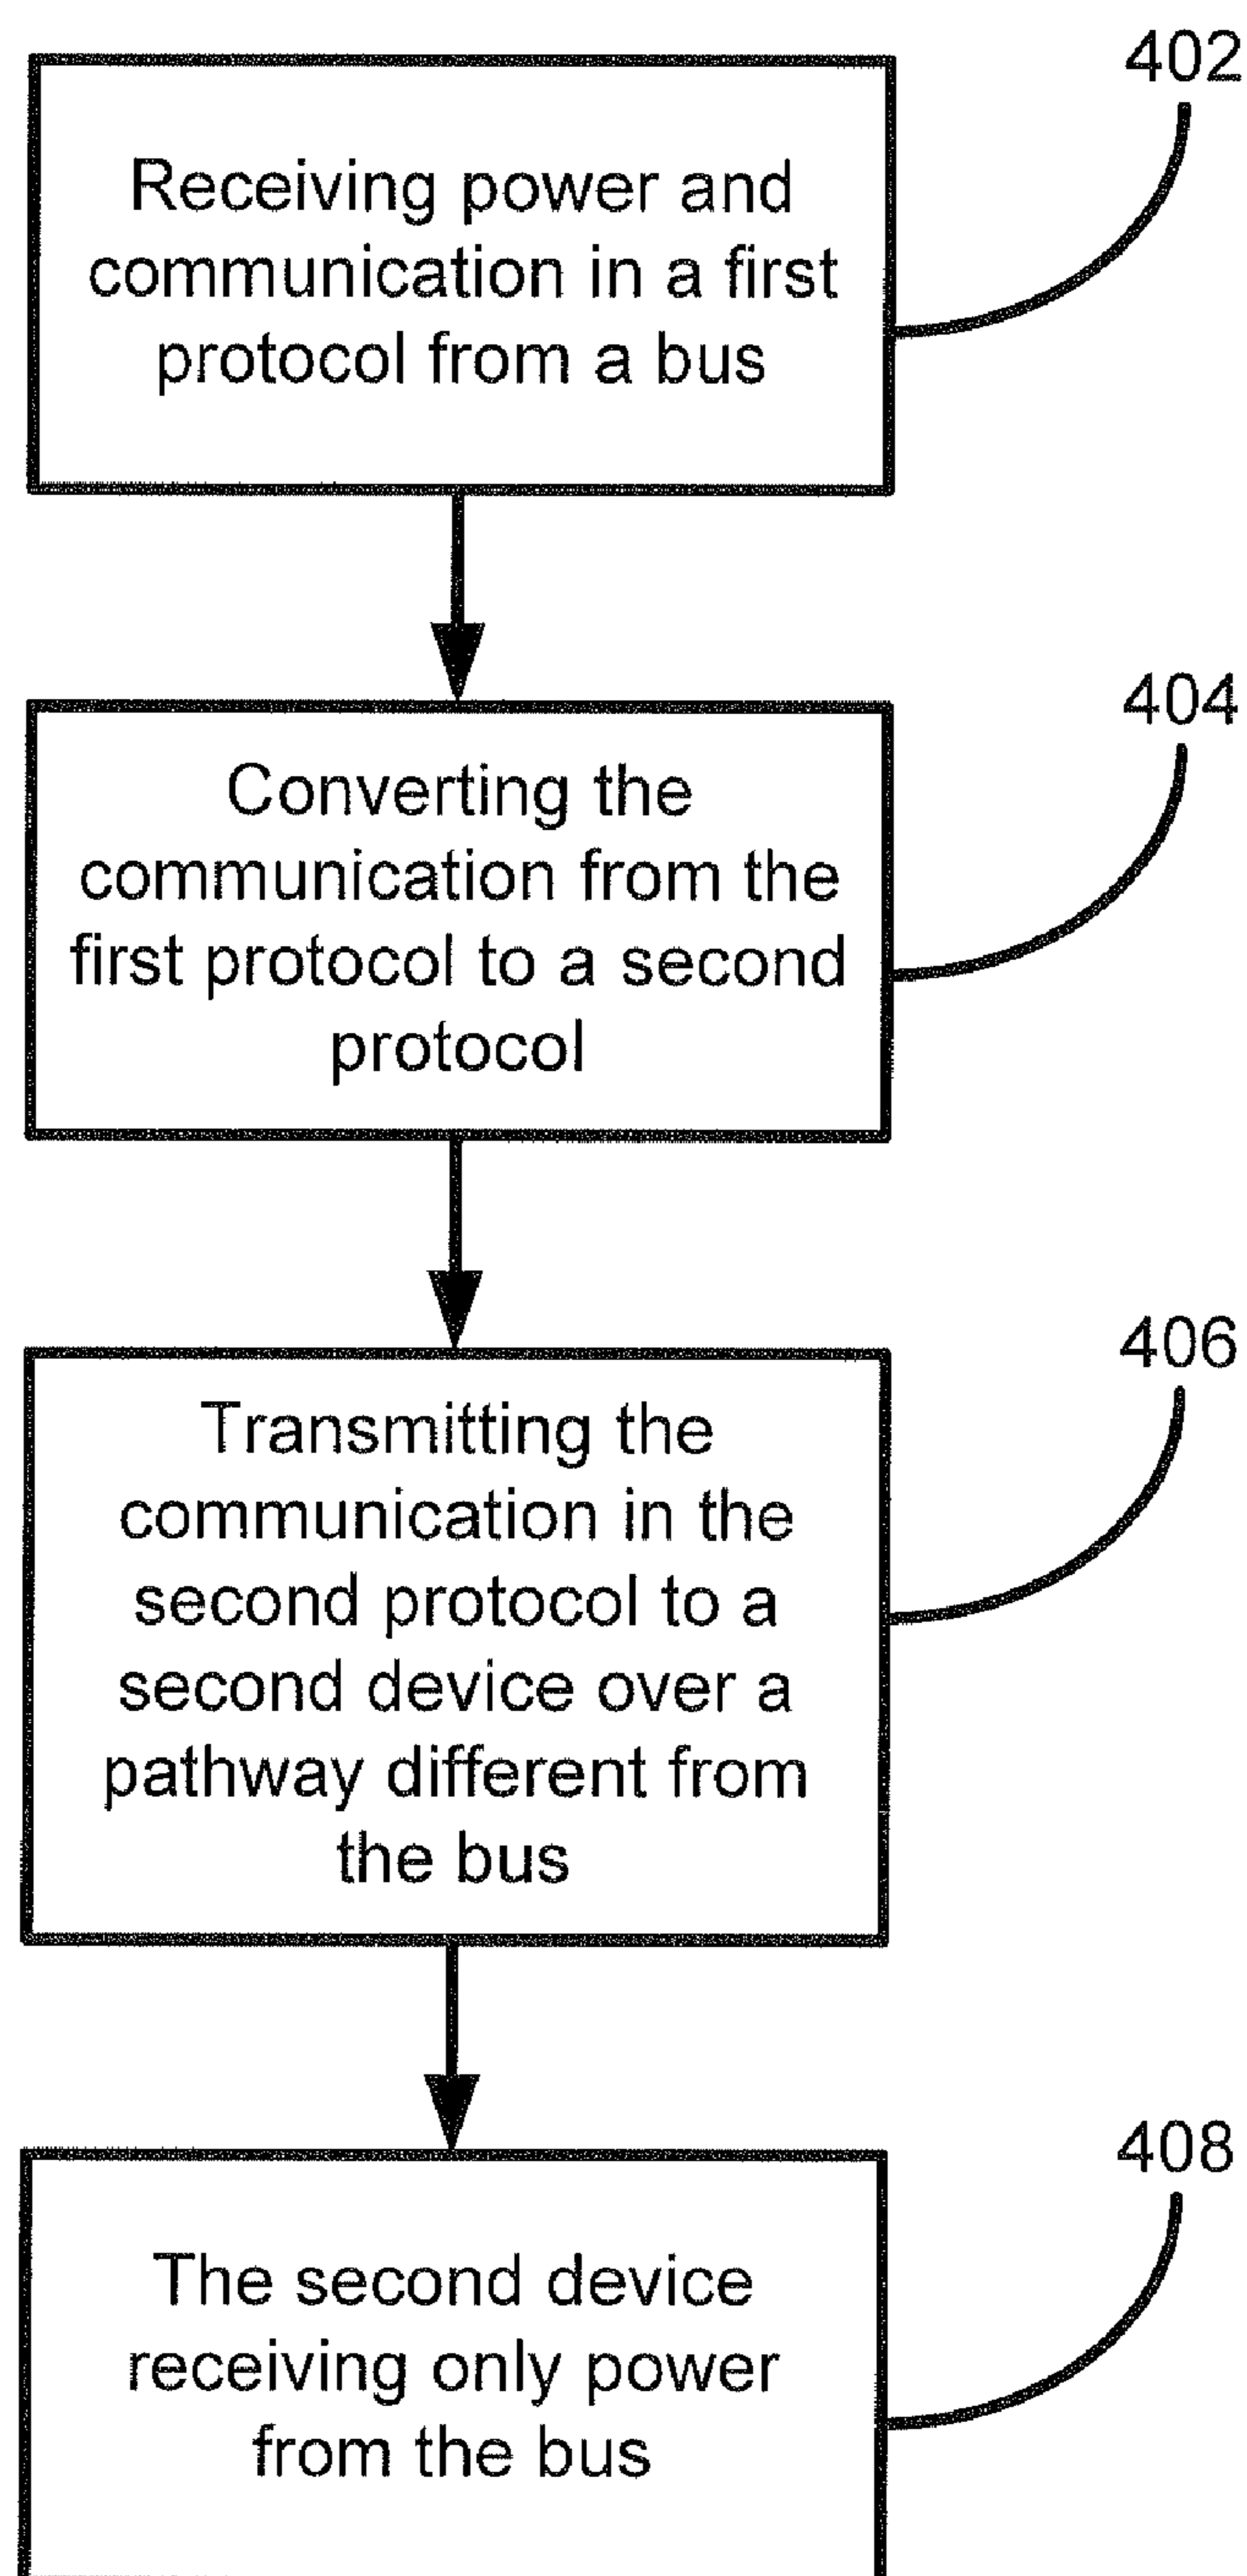 402
Receiving power and
communication in a first
protocol from a bus
404
Converting the
communication from the
first protocol to a second
protocol
406
Transmitting the
communication in the
second protocol to a
second device over a
pathway different from
the bus
408
The second device
receiving only power
from the bus